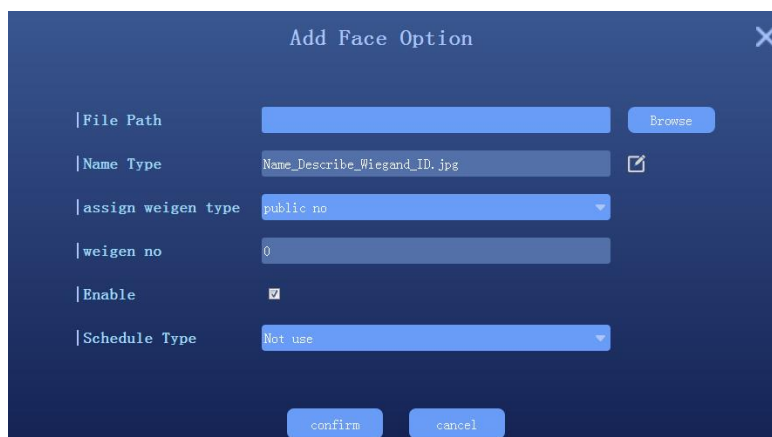 Add Face Option
File Path
Browse
Name Type
Name_Describe_Wiegand_ID.jpg
assign weigen type
public no
weigen no
0
Enable
Schedule Type
Not use
confirm
cancel